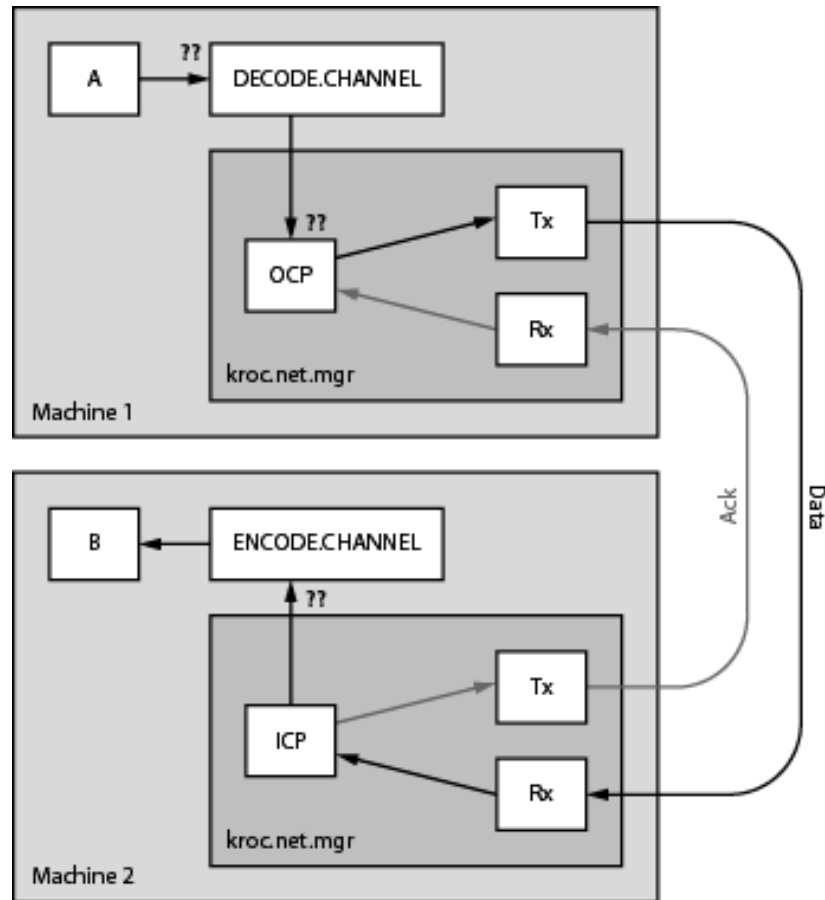 ??
A
DECODE.CHANNEL
??
Tx
OCP
Rx
kroc.net.mgr
Machine 1
Ack
Data
B
ENCODE.CHANNEL
??
Tx
ICP
Rx
kroc.net.mgr
Machine 2